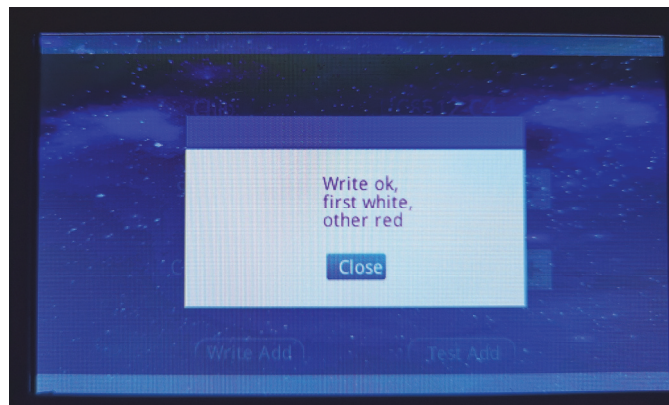 Write ok,
first white,
other red
Close
Write Add
Test Add